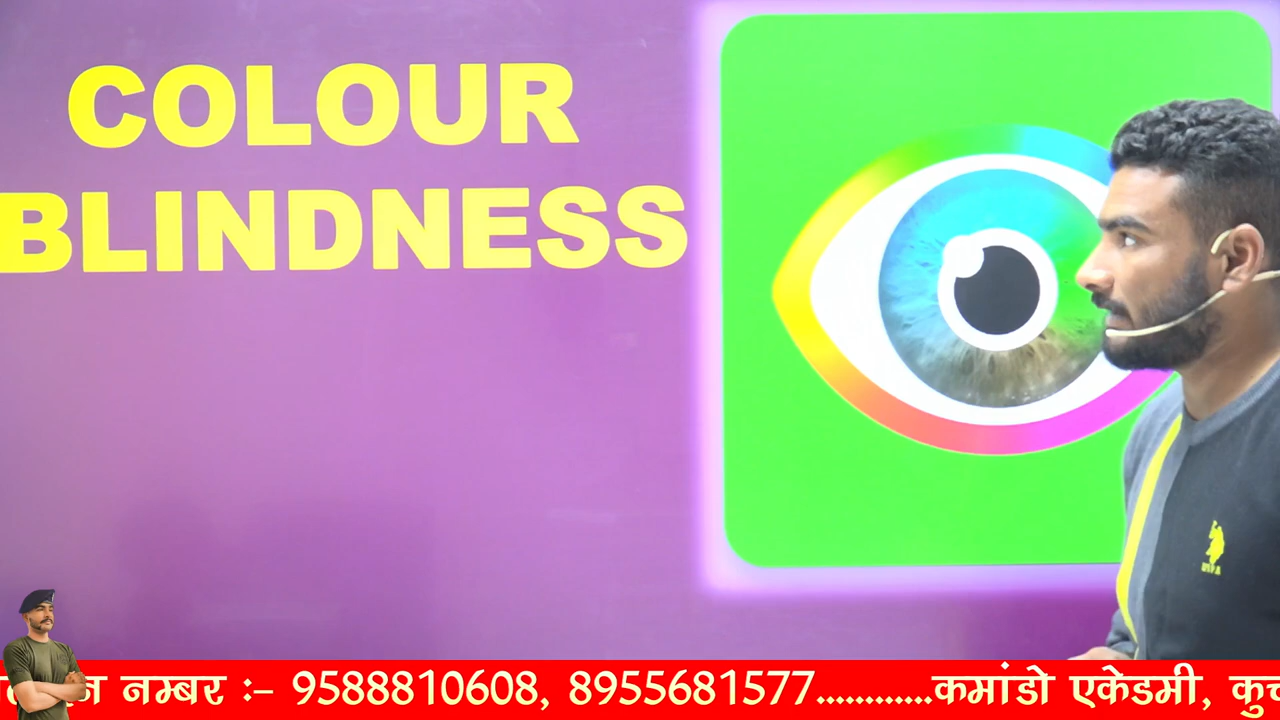 COLOUR
BLINDNESS
नम्बर :- 9588810608, 8955681577............कमांडो एकेडमी,